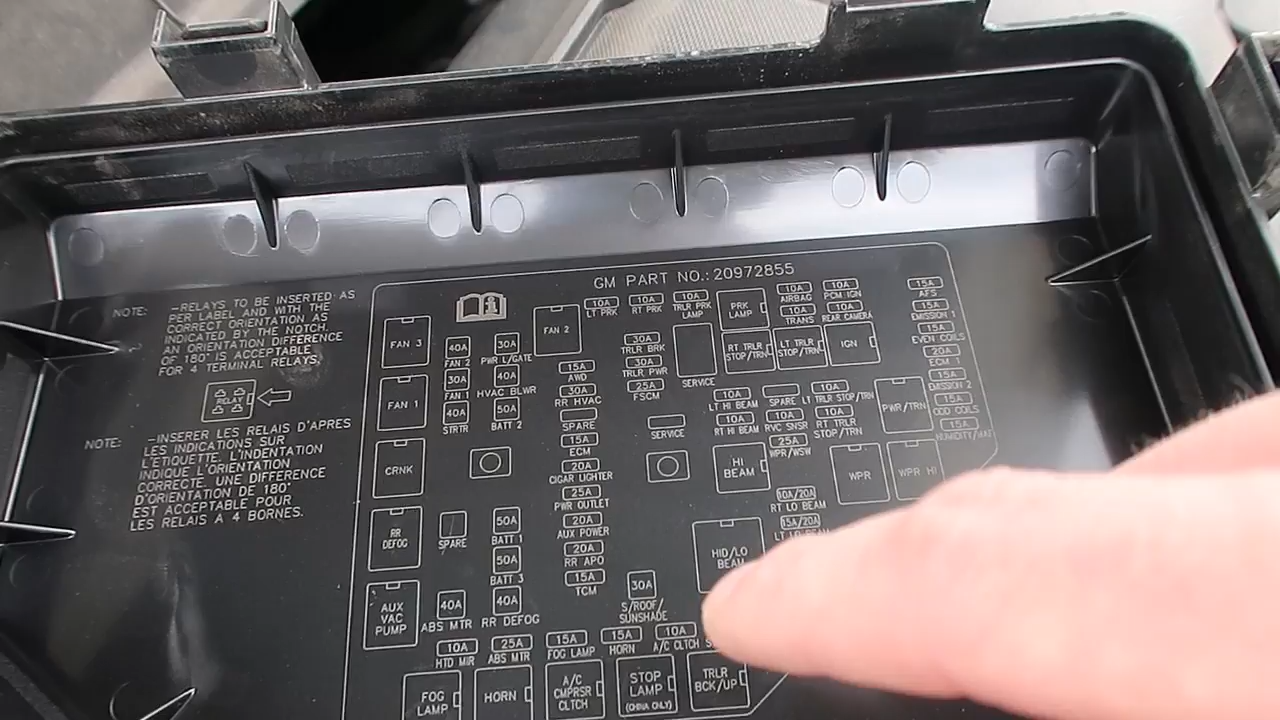 GM PART NO.: 20972855
NOTE: -RELAYS TO BE INSERTED AS
PER LABEL AND WITH THE
CORRECT ORIENTATION AS
INDICATED BY THE NOTCH.
AN ORIENTATION DIFFERENCE
OF 180° IS ACCEPTABLE
FOR 4 TERMINAL RELAYS.
RELAY
NOTE: -INSERER LES RELAIS D'APRES
LES INDICATIONS SUR
L'ETIQUETTE. L'INDENTATION
INDIQUE L'ORIENTATION
CORRECTE. UNE DIFFERENCE
D'ORIENTATION DE 180°
EST ACCEPTABLE POUR
LES RELAIS A 4 BORNES.
FAN 3
FAN 1
CRNK
RR
DEFOG
AUX
VAC
PUMP
40A
FAN 2
30A
FAN 1
40A
STRTR
SPARE
40A
ABS MTR
30A
PWR L/GATE
40A
HVAC BLWR
50A
BATT 2
50A
BATT 1
50A
BATT 3
40A
RR DEFOG
FAN 2
15A
AWD
30A
RR HVAC
SPARE
15A
ECM
20A
CIGAR LIGHTER
25A
PWR OUTLET
20A
AUX POWER
20A
RR APO
15A
TCM
10A
LT PRK
10A
RT PRK
10A
TRLR PRK
LAMP
30A
TRLR BRK
30A
TRLR PWR
25A
FSCM
SERVICE
SERVICE
30A
S/ROOF/
SUNSHADE
PRK
LAMP
10A
AIRBAG
10A
TRANS
10A
PCM IGN
10A
REAR CAMERA
RT TRLR
STOP/TRN
LT TRLR
STOP/TRN
IGN
10A
LT HI BEAM
10A
RT HI BEAM
SPARE
10A
RVC SNSR
10A
LT TRLR STOP/TRN
10A
RT TRLR
STOP/TRN
25A
WPR/WSW
HI
BEAM
PWR/TRN
WPR
WPR HI
10A/20A
RT LO BEAM
15A/20A
LT LO BEAM
HID/LO
BEAM
15A
AFS
15A
EMISSION 1
15A
EVEN COILS
20A
ECM 1
15A
EMISSION 2
15A
ODD COILS
15A
HUMIDITY/MAF
10A
HTD MIR
25A
ABS MTR
15A
FOG LAMP
15A
HORN
10A
A/C CLTCH
FOG
LAMP
HORN
A/C
CMPRSR
CLTCH
STOP
LAMP
(CHINA ONLY)
TRLR
BCK/UP